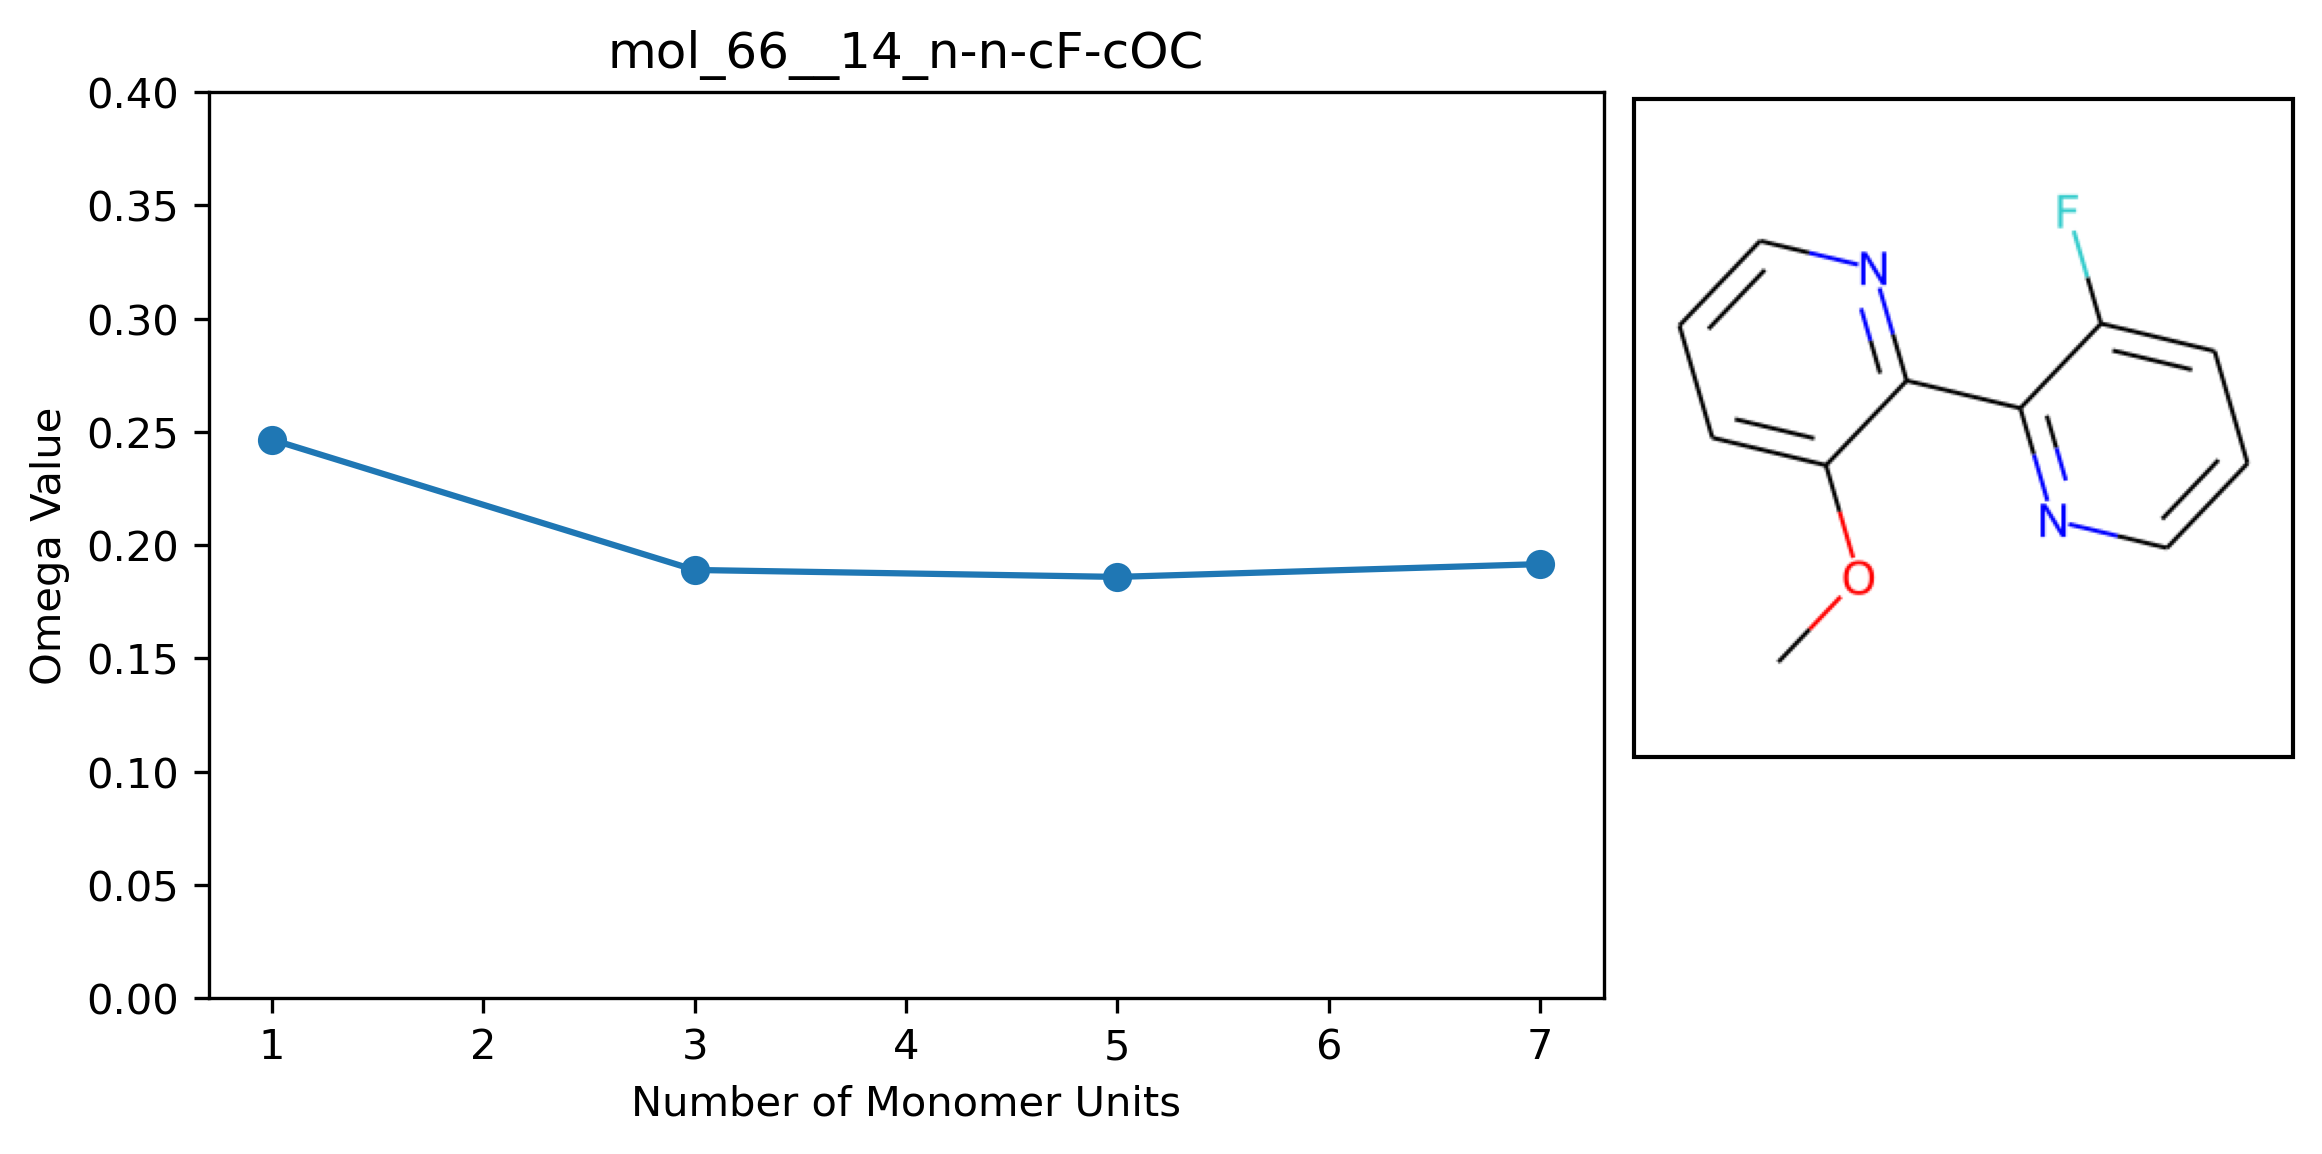 mol_66__14_n-n-cF-cOC
0.40
0.35
0.30
0.25
0.20
0.15
0.10
0.05
0.00
Omega Value
1 2 3 4 5 6 7
Number of Monomer Units
F
N
N
O